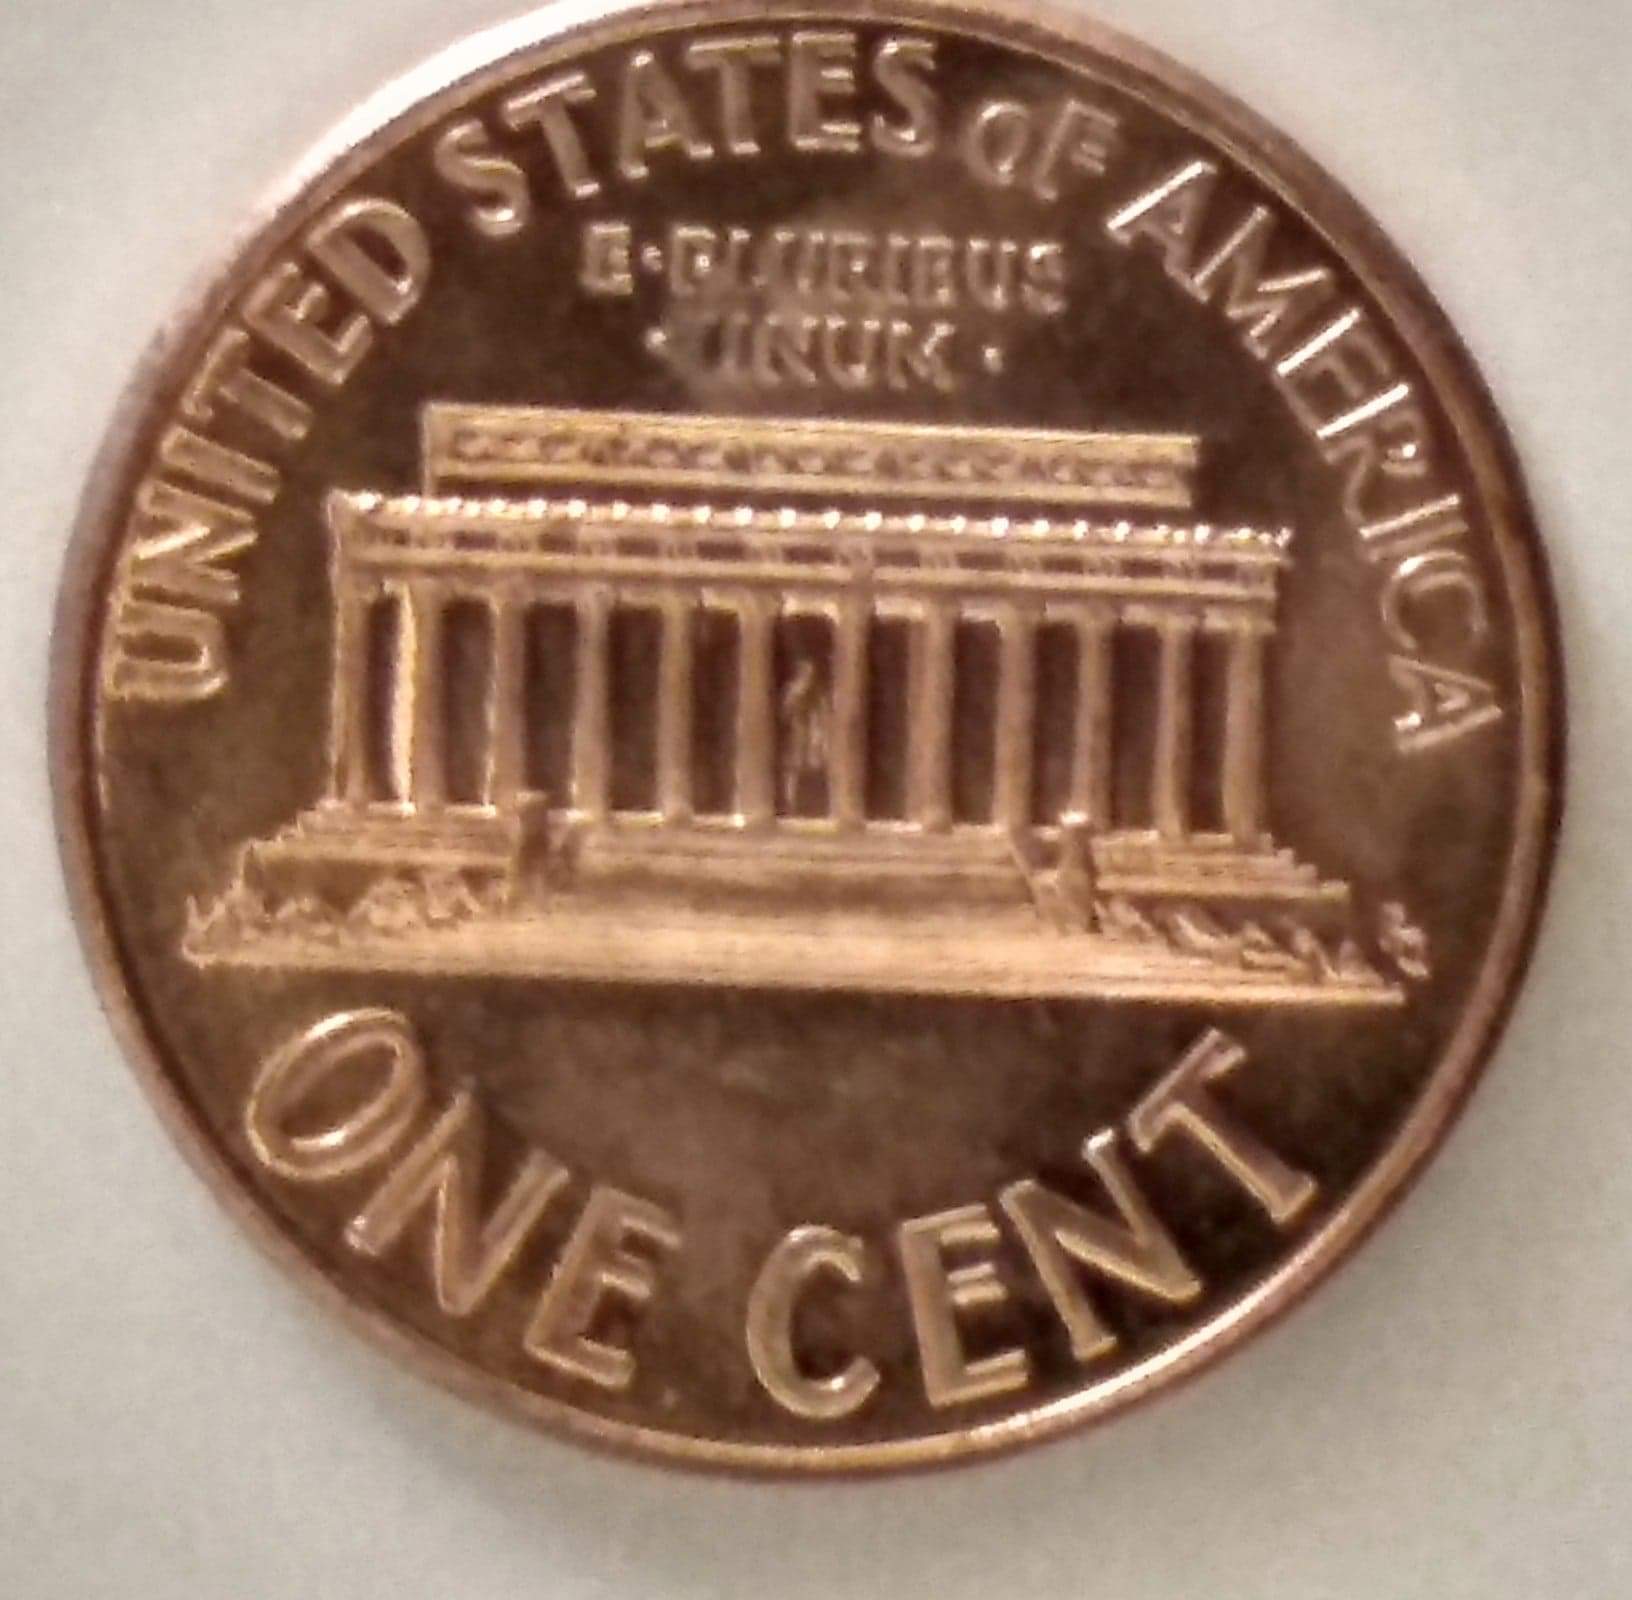 UNITED STATES OF AMERICA
E·PLURIBUS
·UNUM·
ONE CENT